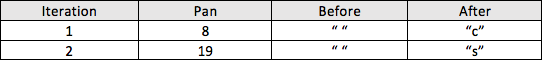 Iteration Pan Before After
1 8 “ ” “c”
2 19 “ ” “s”